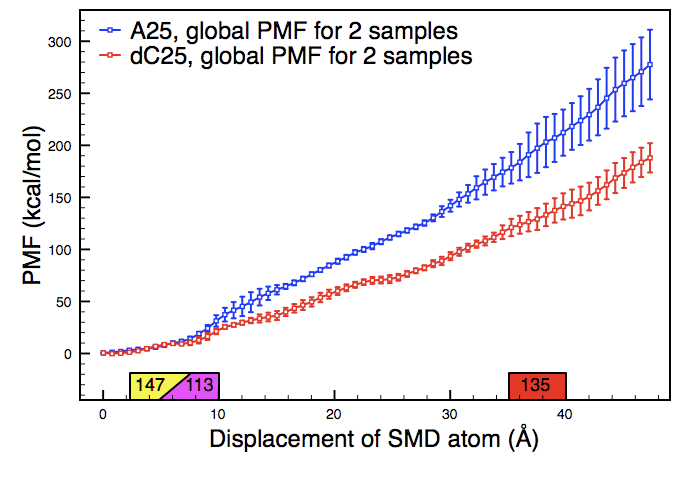 A25, global PMF for 2 samples
dC25, global PMF for 2 samples
PMF (kcal/mol)
300
250
200
150
100
50
0
147 113 135
0 10 20 30 40
Displacement of SMD atom (Å)